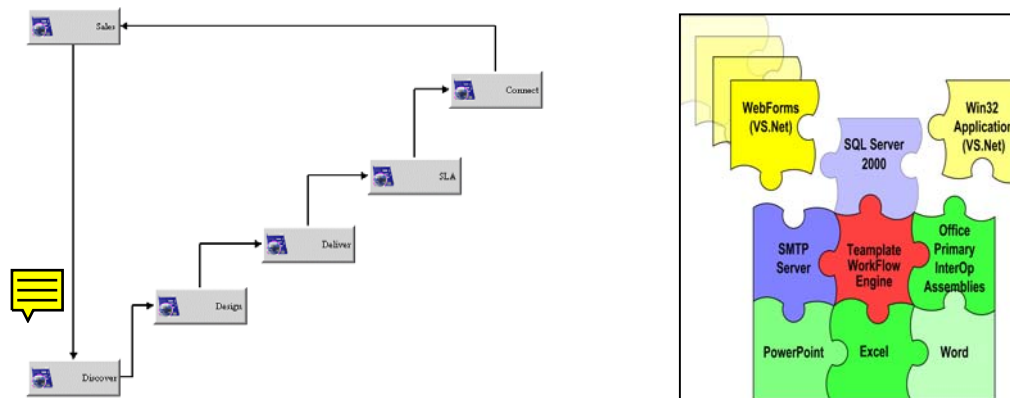 Sales
Connect
SLA
Deliver
Design
Discover
WebForms
(VS.Net)
Win32
Application
(VS.Net)
SQL Server
2000
SMTP
Server
Teamplate
WorkFlow
Engine
Office
Primary
InterOp
Assemblies
PowerPoint
Excel
Word